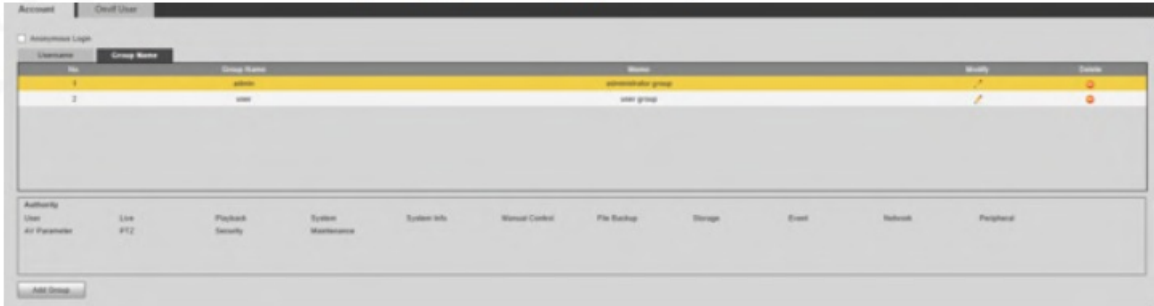 Account Onvif User
Anonymous Login
Username Group Name
No. Group Name Memo Modify Delete
1 admin administrator group
2 user user group
Authority
User Live Playback System System Info Manual Control File Backup Storage Event Network Peripheral
AV Parameter PTZ Security Maintenance
Add Group